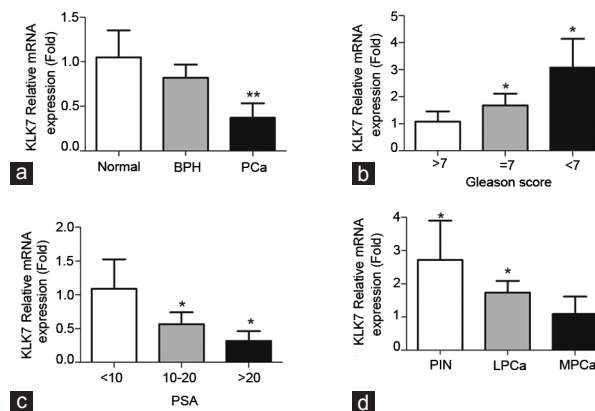 KLK7 Relative mRNA
expression (Fold)
1.5
1.0
0.5
0.0
**
Normal BPH PCa
a
KLK7 Relative mRNA
expression (Fold)
5
4
3
2
1
0
*
*
>7 =7 <7
Gleason score
b
KLK7 Relative mRNA
expression (Fold)
1.5
1.0
0.5
0.0
*
*
<10 10-20 >20
PSA
c
KLK7 Relative mRNA
expression (Fold)
4
3
2
1
0
*
*
PIN LPCa MPCa
d